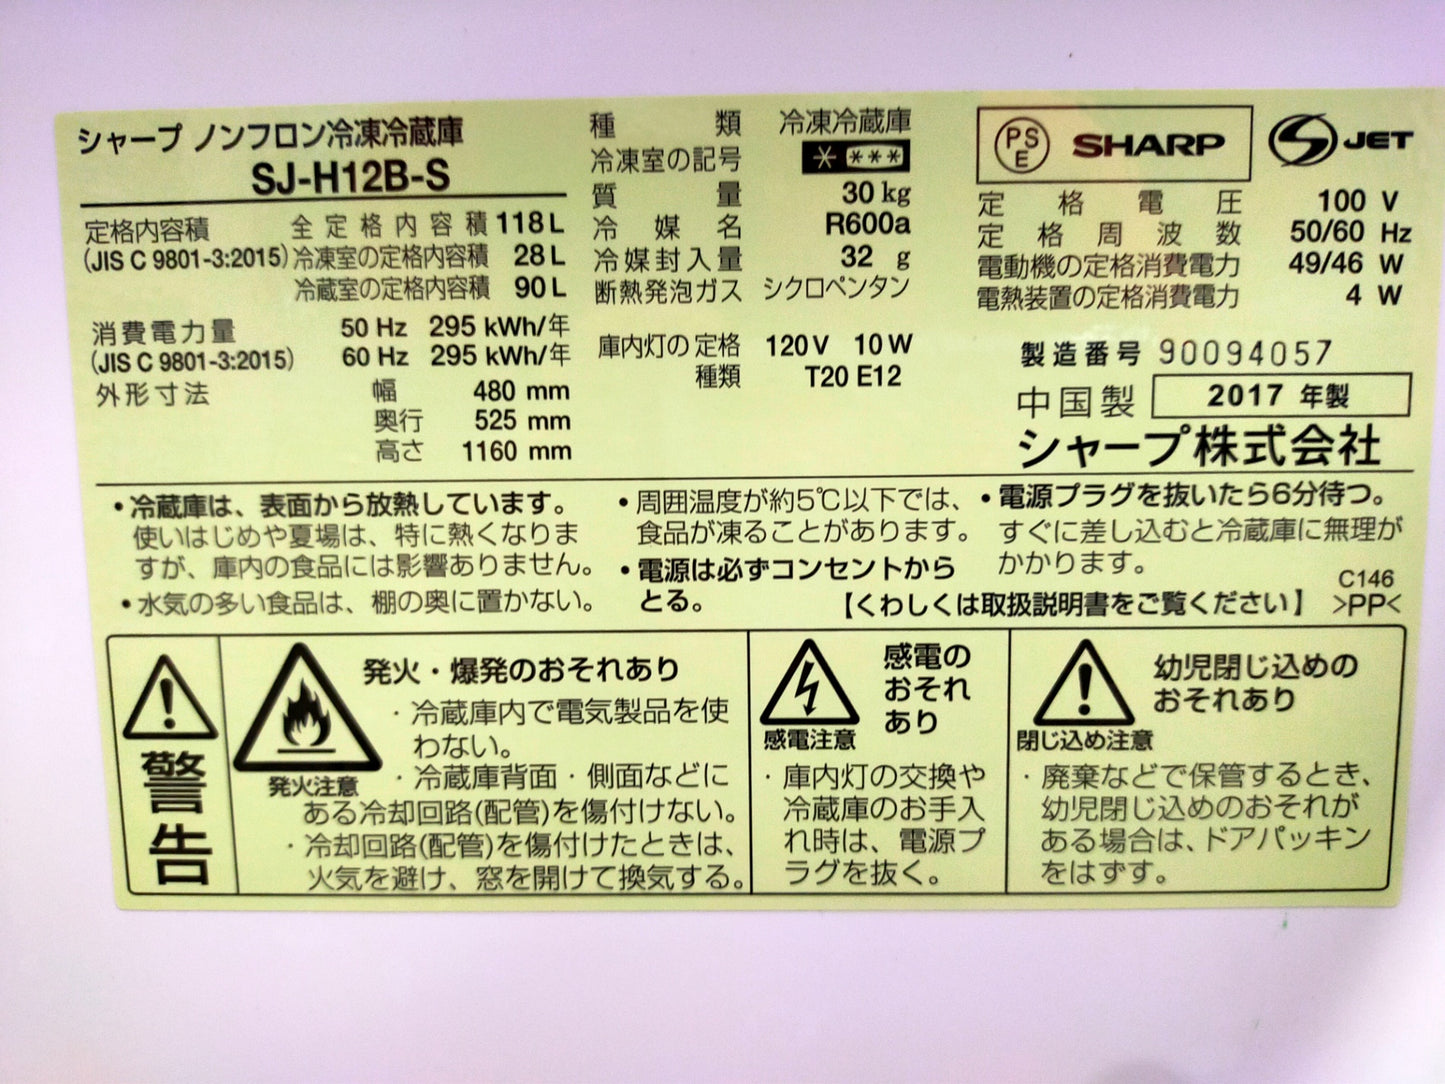 シャープ ノンフロン冷凍冷蔵庫
SJ-H12B-S
定格内容積 全定格内容積 118L
(JIS C 9801-3:2015) 冷凍室の定格内容積 28L
冷蔵室の定格内容積 90L
消費電力量 50 Hz 295 kWh/年
(JIS C 9801-3:2015) 60 Hz 295 kWh/年
外形寸法 幅 480 mm
奥行 525 mm
高さ 1160 mm
種類 冷凍冷蔵庫
冷凍室の記号 * ***
質量 30 kg
冷媒名 R600a
冷媒封入量 32 g
断熱発泡ガス シクロペンタン
庫内灯の定格 120V 10W
種類 T20 E12
PSE SHARP JET
定格電圧 100 V
定格周波数 50/60 Hz
電動機の定格消費電力 49/46 W
電熱装置の定格消費電力 4 W
製造番号 90094057
中国製 2017 年製
シャープ株式会社
・冷蔵庫は、表面から放熱しています。
使いはじめや夏場は、特に熱くなりま
すが、庫内の食品には影響ありません。
・水気の多い食品は、棚の奥に置かない。
・周囲温度が約5℃以下では、
食品が凍ることがあります。
・電源は必ずコンセントから
とる。
・電源プラグを抜いたら6分待つ。
すぐに差し込むと冷蔵庫に無理が
かかります。
【くわしくは取扱説明書をご覧ください】
C146
>PP<
警告
発火注意
発火・爆発のおそれあり
・冷蔵庫内で電気製品を使
わない。
・冷蔵庫背面・側面などに
ある冷却回路(配管)を傷付けない。
・冷却回路(配管)を傷付けたときは、
火気を避け、窓を開けて換気する。
感電注意
感電の
おそれ
あり
・庫内灯の交換や
冷蔵庫のお手入
れ時は、電源プ
ラグを抜く。
閉じ込め注意
幼児閉じ込めの
おそれあり
・廃棄などで保管するとき、
幼児閉じ込めのおそれが
ある場合は、ドアパッキン
をはずす。